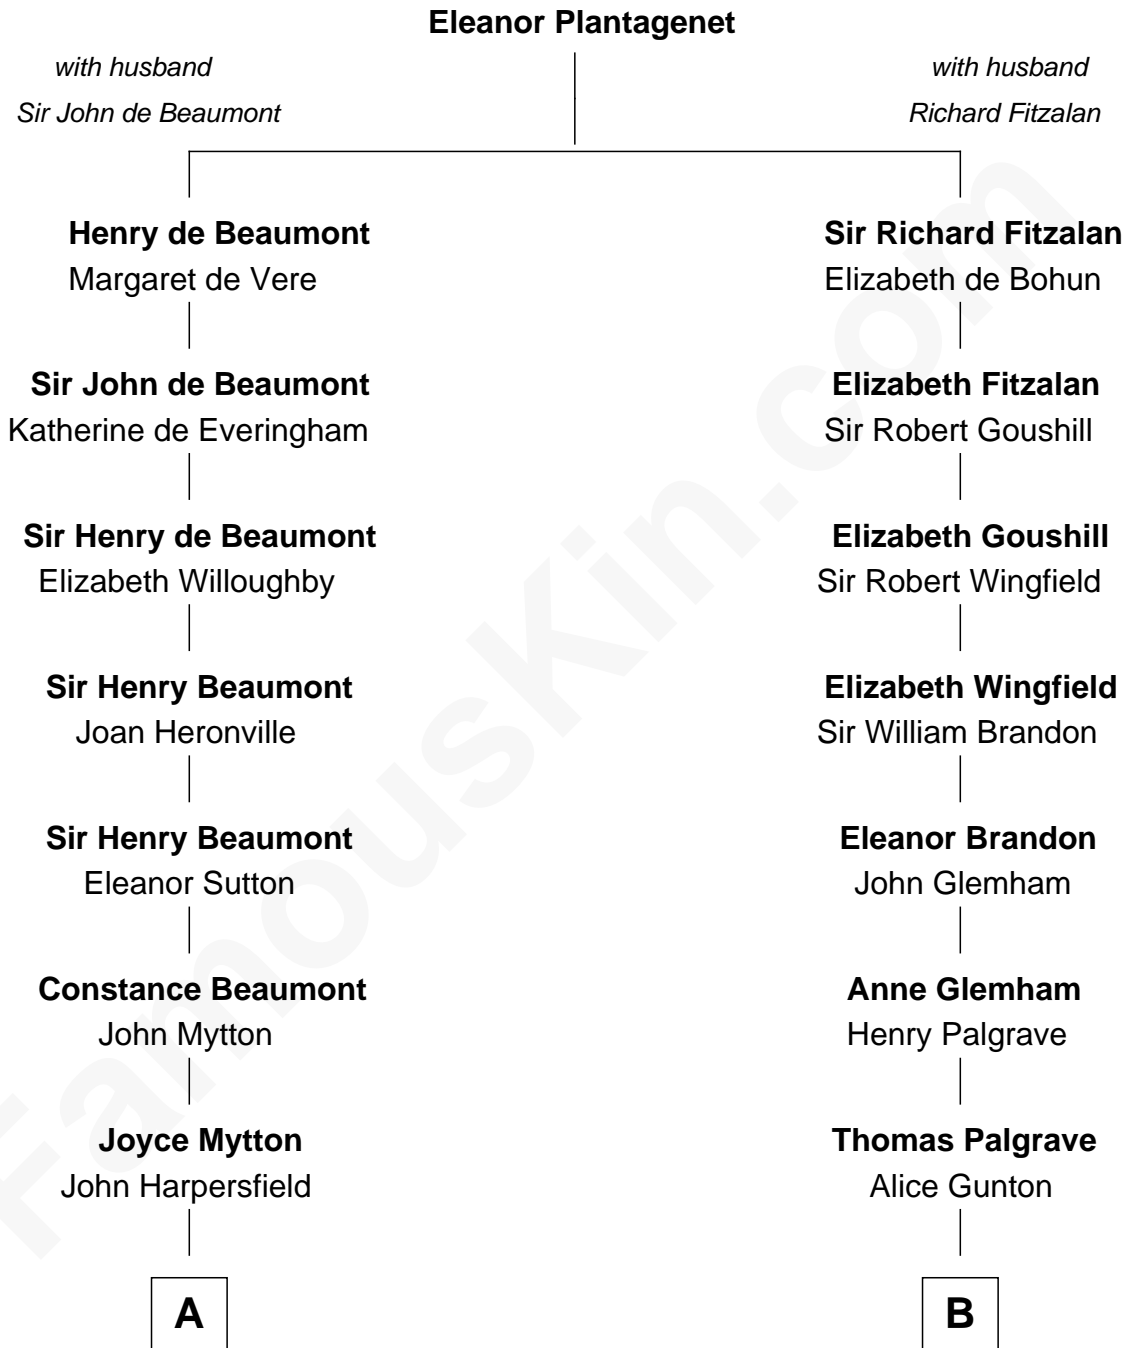 Eleanor Plantagenet
with husband
Sir John de Beaumont
with husband
Richard Fitzalan
Henry de Beaumont
Margaret de Vere
Sir Richard Fitzalan
Elizabeth de Bohun
Sir John de Beaumont
Katherine de Everingham
Elizabeth Fitzalan
Sir Robert Goushill
Sir Henry de Beaumont
Elizabeth Willoughby
Elizabeth Goushill
Sir Robert Wingfield
Sir Henry Beaumont
Joan Heronville
Elizabeth Wingfield
Sir William Brandon
Sir Henry Beaumont
Eleanor Sutton
Eleanor Brandon
John Glemham
Constance Beaumont
John Mytton
Anne Glemham
Henry Palgrave
Joyce Mytton
John Harpersfield
Thomas Palgrave
Alice Gunton
A
B
FamousKin.com